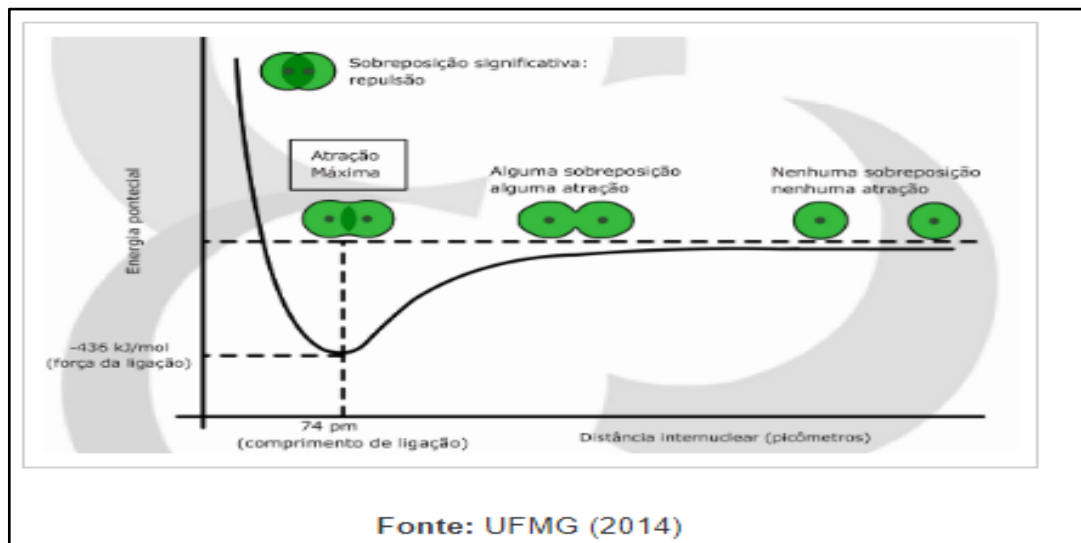 Sobreposição significativa:
repulsão
Atração
Máxima
Alguma sobreposição
alguma atração
Nenhuma sobreposição
nenhuma atração
Energia pontecial
-436 kJ/mol
(força da ligação)
74 pm
(comprimento de ligação)
Distância internuclear (picômetros)
Fonte: UFMG (2014)